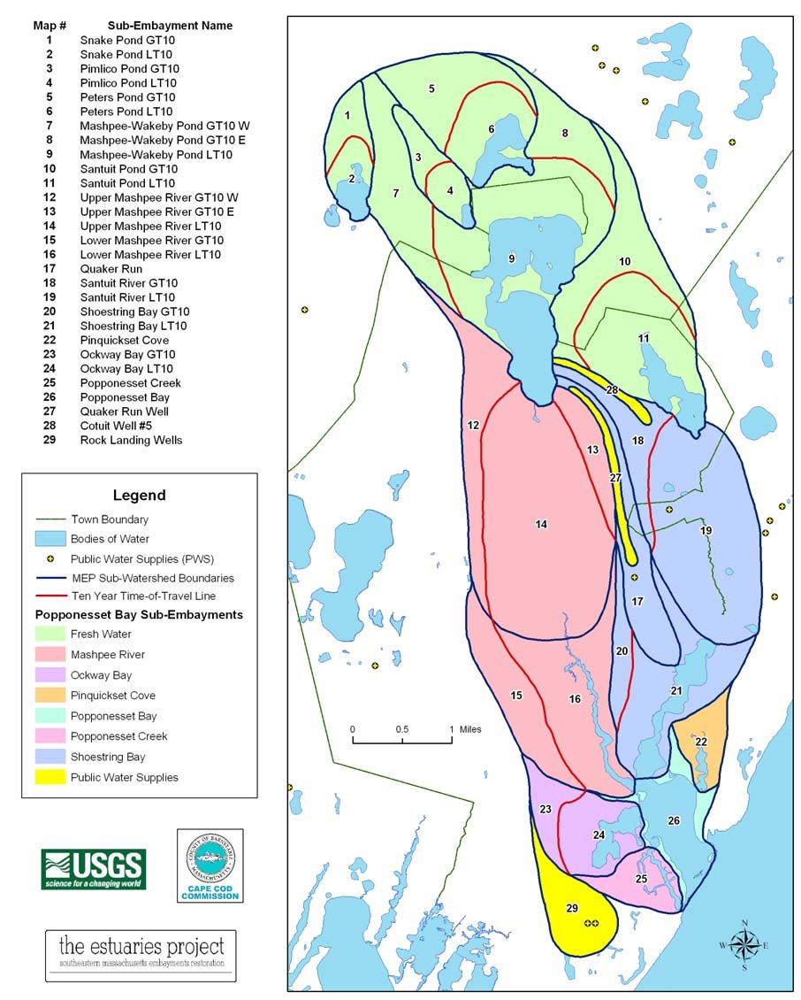 Map # Sub-Embayment Name
1 Snake Pond GT10
2 Snake Pond LT10
3 Pimlico Pond GT10
4 Pimlico Pond LT10
5 Peters Pond GT10
6 Peters Pond LT10
7 Mashpee-Wakeby Pond GT10 W
8 Mashpee-Wakeby Pond GT10 E
9 Mashpee-Wakeby Pond LT10
10 Santuit Pond GT10
11 Santuit Pond LT10
12 Upper Mashpee River GT10 W
13 Upper Mashpee River GT10 E
14 Upper Mashpee River LT10
15 Lower Mashpee River GT10
16 Lower Mashpee River LT10
17 Quaker Run
18 Santuit River GT10
19 Santuit River LT10
20 Shoestring Bay GT10
21 Shoestring Bay LT10
22 Pinquickset Cove
23 Ockway Bay GT10
24 Ockway Bay LT10
25 Popponesset Creek
26 Popponesset Bay
27 Quaker Run Well
28 Cotuit Well #5
29 Rock Landing Wells
Legend
Town Boundary
Bodies of Water
Public Water Supplies (PWS)
MEP Sub-Watershed Boundaries
Ten Year Time-of-Travel Line
Popponesset Bay Sub-Embayments
Fresh Water
Mashpee River
Ockway Bay
Pinquickset Cove
Popponesset Bay
Popponesset Creek
Shoestring Bay
Public Water Supplies
USGS
science for a changing world
COUNTY OF BARNSTABLE
MASSACHUSETTS
CAPE COD
COMMISSION
the estuaries project
southeastern massachusetts embayments restoration
5
1
6
8
3
2
4
7
9
10
11
28
12
18
13
27
14
19
17
20
21
15
16
0 0.5 1 Miles
22
23
26
24
25
29
N
W E
S